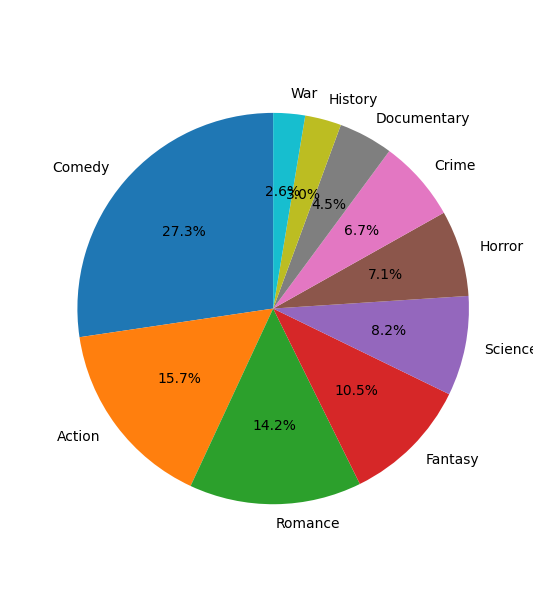 War
History
Documentary
Crime
Horror
Science
Fantasy
Romance
Action
Comedy
2.6%
3.0%
4.5%
6.7%
7.1%
8.2%
10.5%
14.2%
15.7%
27.3%